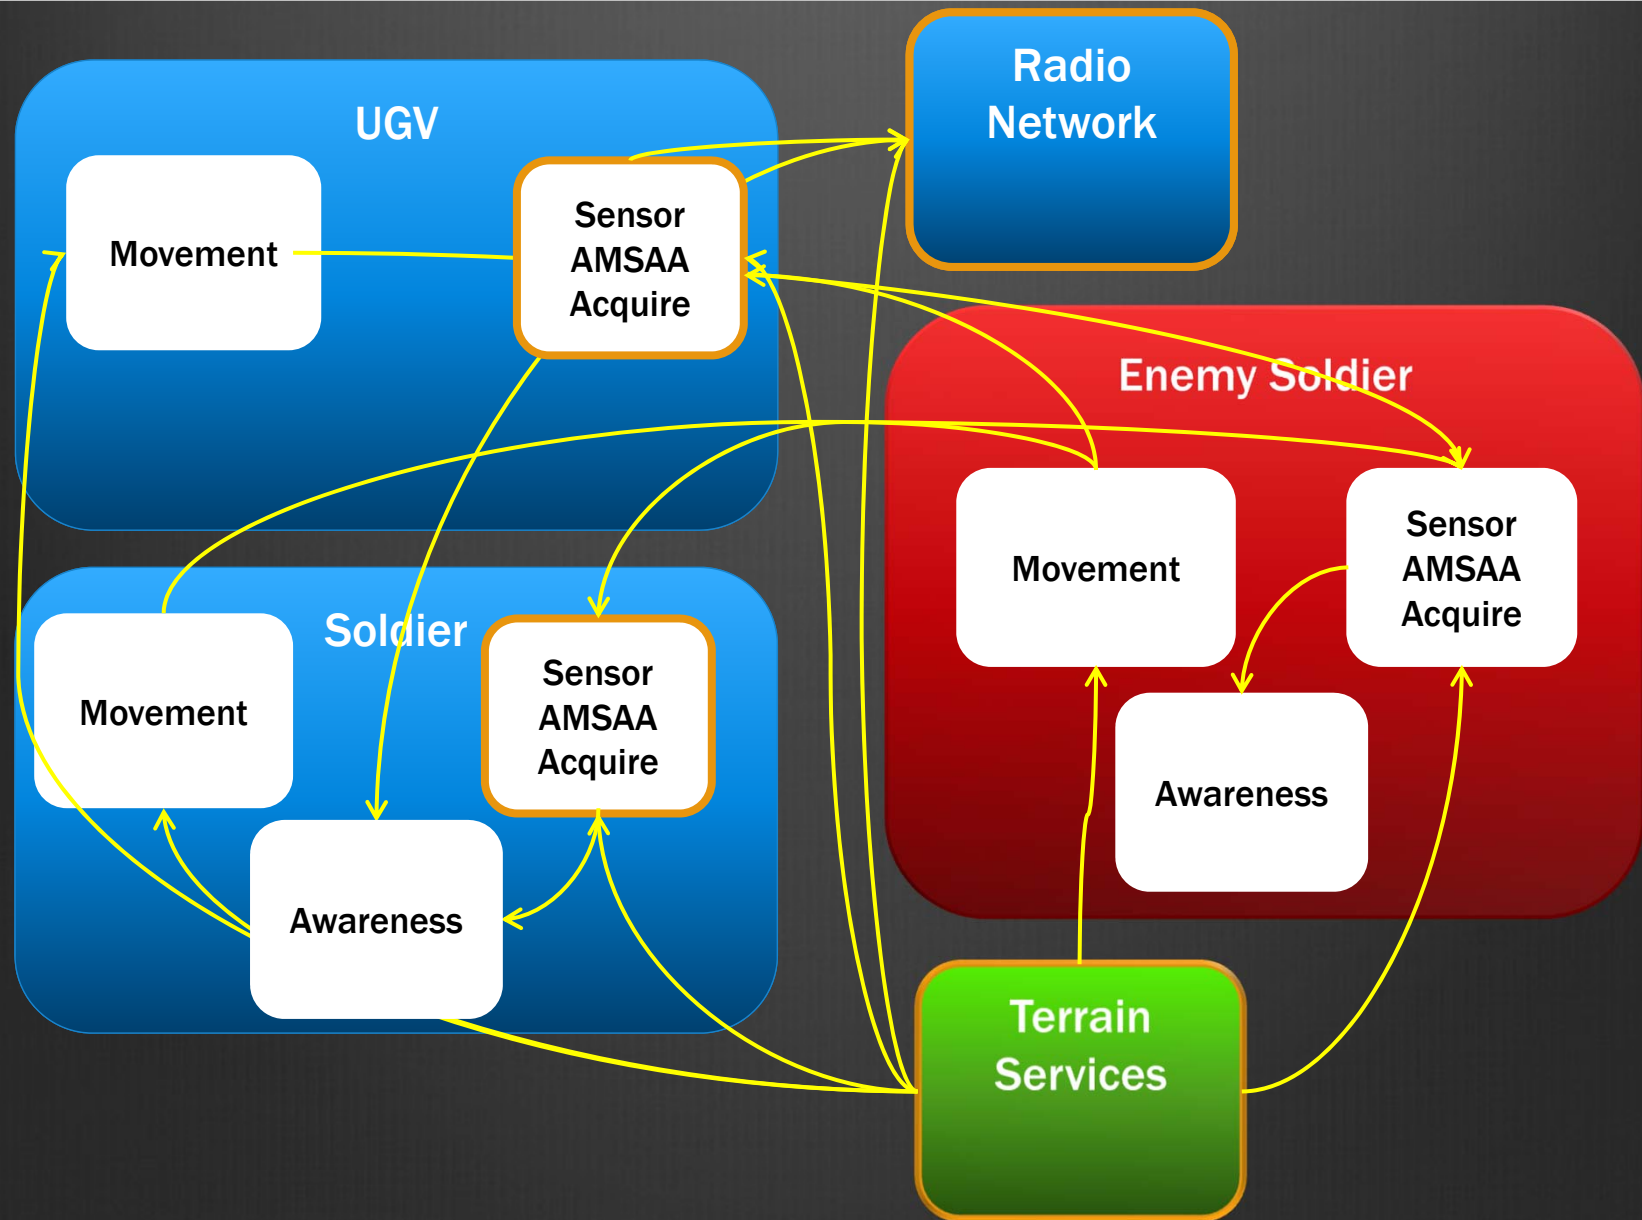 UGV
Movement
Sensor
AMSAA
Acquire
Radio
Network
Enemy Soldier
Movement
Sensor
AMSAA
Acquire
Awareness
Soldier
Movement
Sensor
AMSAA
Acquire
Awareness
Terrain
Services